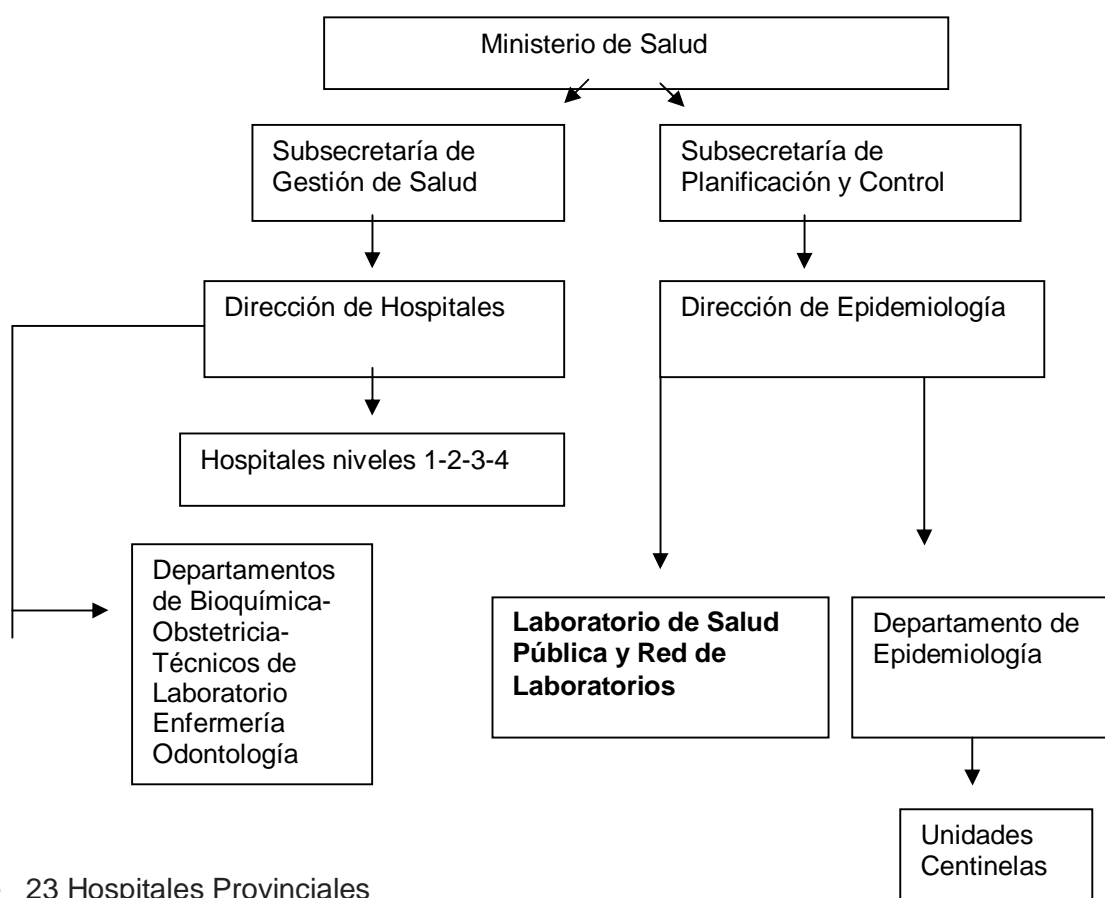 Ministerio de Salud
Subsecretaría de
Gestión de Salud
Subsecretaría de
Planificación y Control
Dirección de Hospitales
Dirección de Epidemiología
Hospitales niveles 1-2-3-4
Departamentos
de Bioquímica-
Obstetricia-
Técnicos de
Laboratorio
Enfermería
Odontología
Laboratorio de Salud
Pública y Red de
Laboratorios
Departamento de
Epidemiología
Unidades
Centinelas
23 Hospitales Provinciales